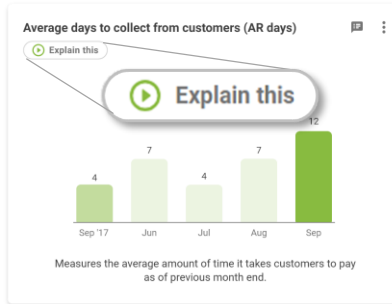 Average days to collect from customers (AR days)
Explain this
Explain this
12
7
7
4
4
Sep '17 Jun Jul Aug Sep
Measures the average amount of time it takes customers to pay
as of previous month end.